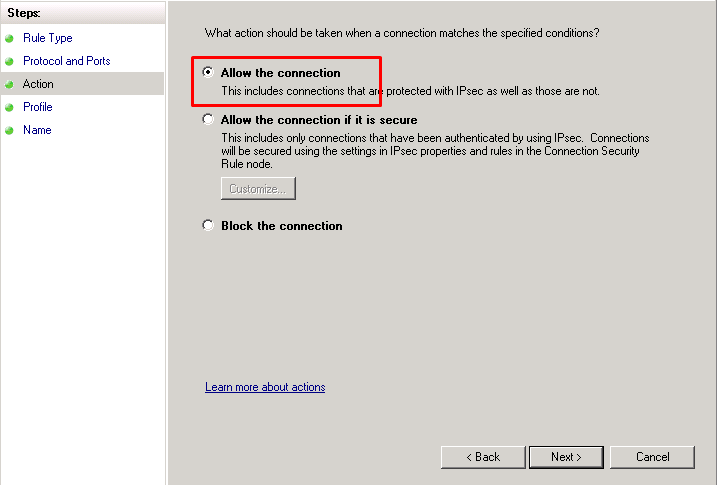 Steps:
Rule Type
Protocol and Ports
Action
Profile
Name
What action should be taken when a connection matches the specified conditions?
Allow the connection
This includes connections that are protected with IPsec as well as those are not.
Allow the connection if it is secure
This includes only connections that have been authenticated by using IPsec.  Connections
will be secured using the settings in IPsec properties and rules in the Connection Security
Rule node.
Customize...
Block the connection
Learn more about actions
< Back
Next >
Cancel